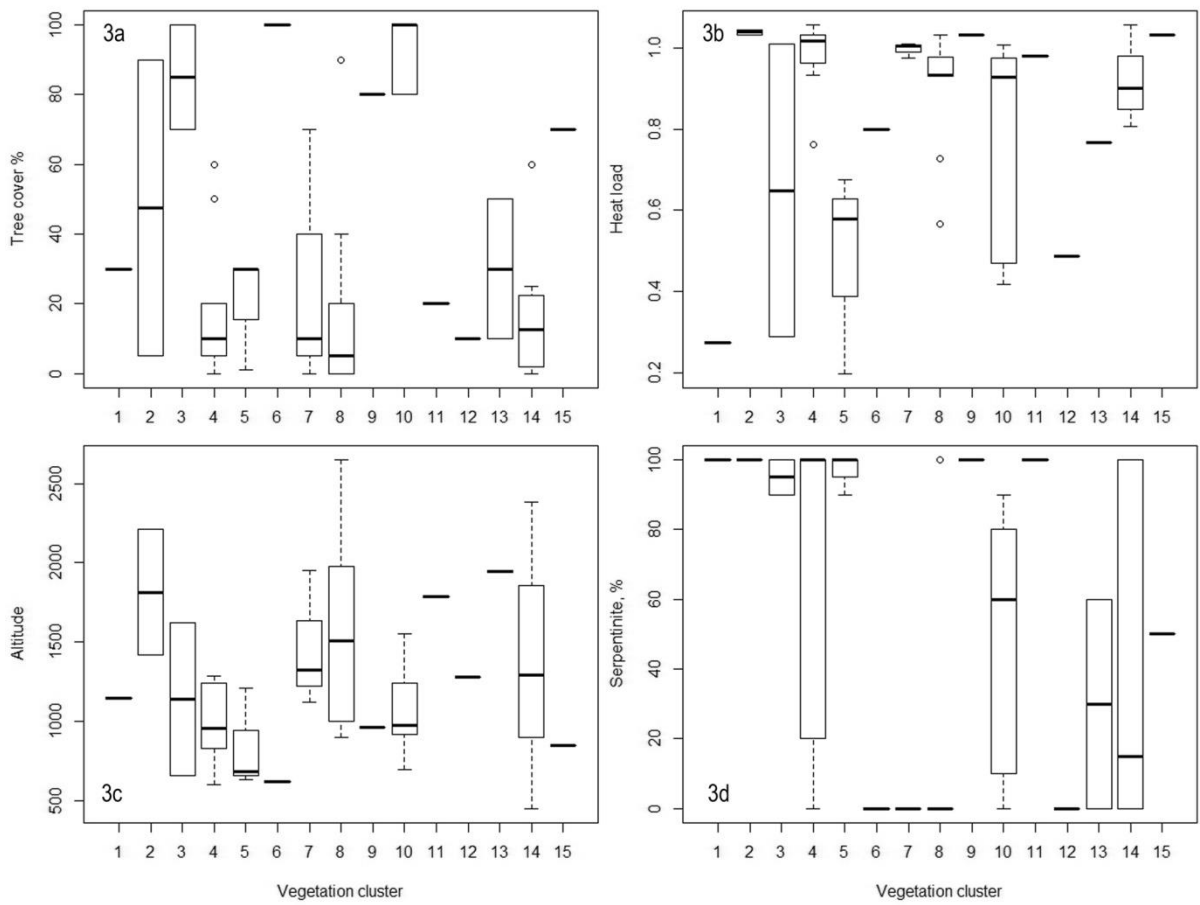 3a
Tree cover %
100
80
60
40
20
0
1 2 3 4 5 6 7 8 9 10 11 12 13 14 15
3b
Heat load
1.0
0.8
0.6
0.4
0.2
1 2 3 4 5 6 7 8 9 10 11 12 13 14 15
3c
Altitude
2500
2000
1500
1000
500
1 2 3 4 5 6 7 8 9 10 11 12 13 14 15
Vegetation cluster
3d
Serpentinite, %
100
80
60
40
20
0
1 2 3 4 5 6 7 8 9 10 11 12 13 14 15
Vegetation cluster